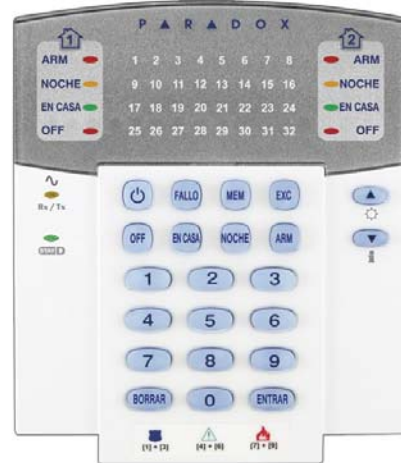 PARADOX
1 2
ARM 1 2 3 4 5 6 7 8 ARM
NOCHE 9 10 11 12 13 14 15 16 NOCHE
EN CASA 17 18 19 20 21 22 23 24 EN CASA
OFF 25 26 27 28 29 30 31 32 OFF
Rx / Tx
FALLO MEM EXC
STAY D
OFF EN CASA NOCHE ARM
1 2 3
4 5 6
7 8 9
BORRAR 0 ENTRAR
[1] + [3] [4] + [6] [7] + [9]